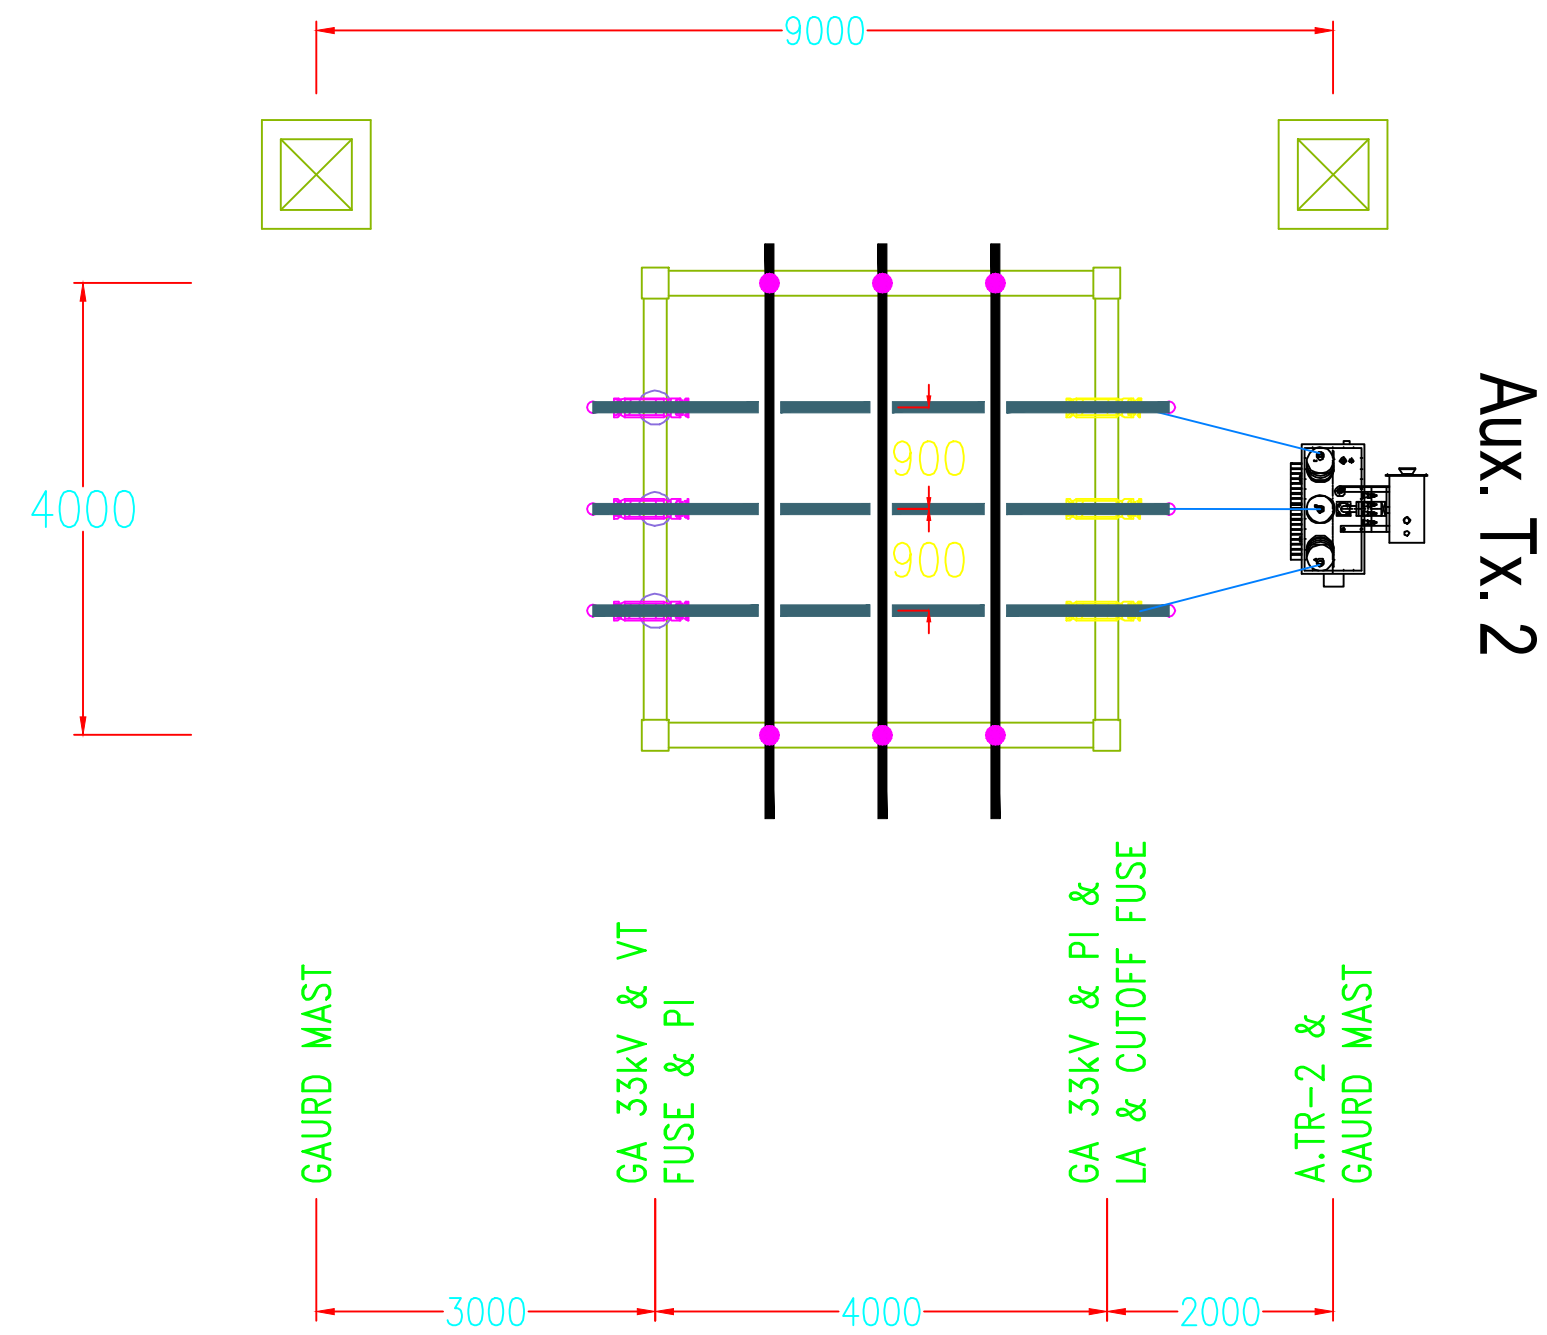 9000
4000
900
900
Aux. Tx. 2
GAURD MAST
GA 33kV & VT
FUSE & PI
GA 33kV & PI &
LA & CUTOFF FUSE
A.TR-2 &
GAURD MAST
3000
4000
2000